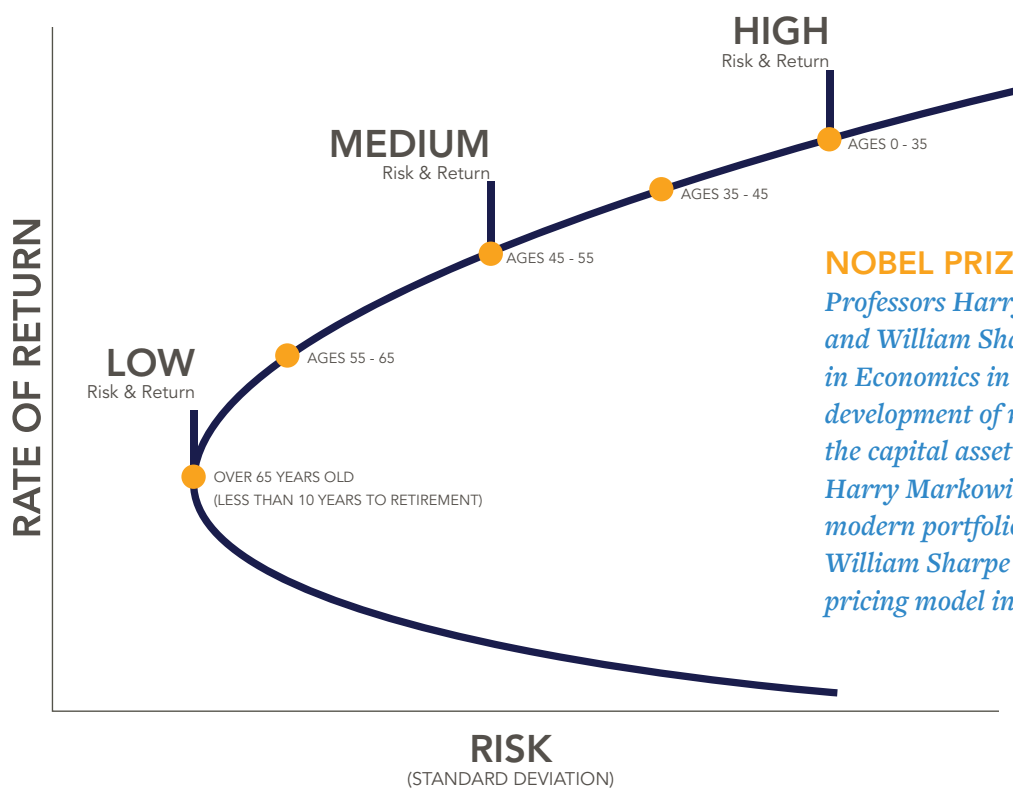 HIGH
Risk & Return
AGES 0 - 35
MEDIUM
Risk & Return
AGES 35 - 45
AGES 45 - 55
NOBEL PRIZ
Professors Harry
and William Sha
in Economics in
development of
the capital asset
Harry Markowi
modern portfolio
William Sharpe
pricing model in
LOW
Risk & Return
AGES 55 - 65
OVER 65 YEARS OLD
(LESS THAN 10 YEARS TO RETIREMENT)
RATE OF RETURN
RISK
(STANDARD DEVIATION)